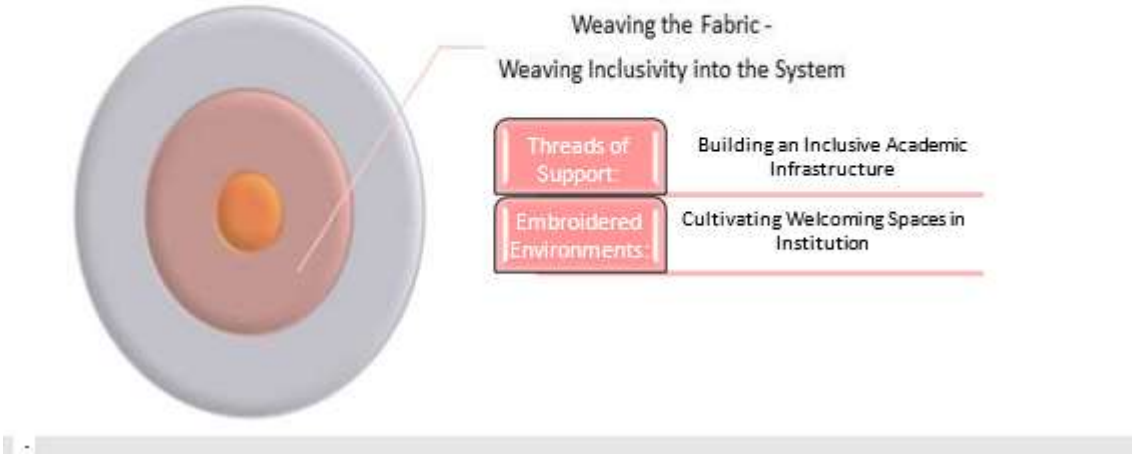 Weaving the Fabric -
Weaving Inclusivity into the System
Threads of
Support:
Building an Inclusive Academic
Infrastructure
Embroidered
Environments:
Cultivating Welcoming Spaces in
Institution
-